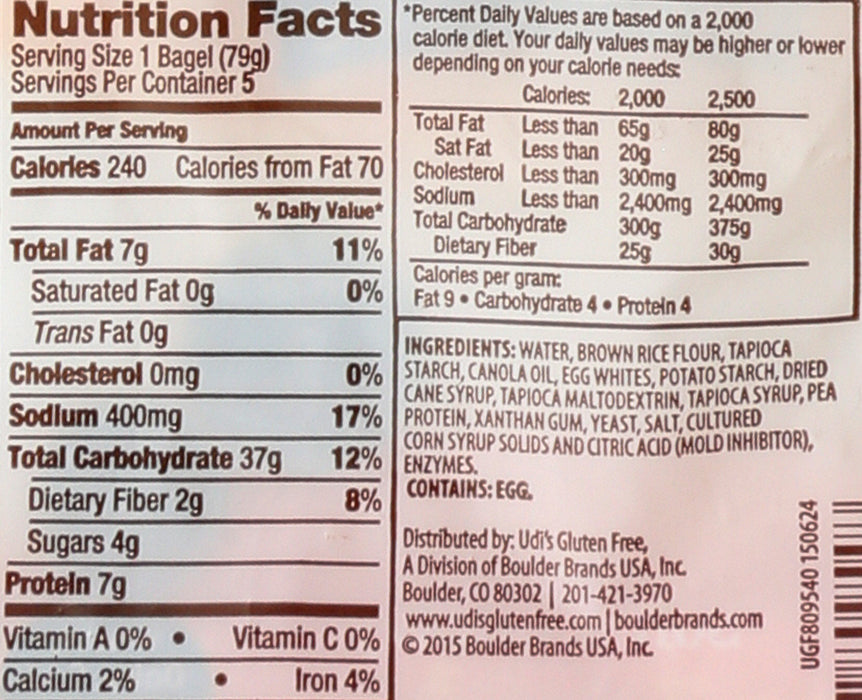 Nutrition Facts
Serving Size 1 Bagel (79g)
Servings Per Container 5
Amount Per Serving
Calories 240 Calories from Fat 70
% Daily Value*
Total Fat 7g 11%
Saturated Fat 0g 0%
Trans Fat 0g
Cholesterol 0mg 0%
Sodium 400mg 17%
Total Carbohydrate 37g 12%
Dietary Fiber 2g 8%
Sugars 4g
Protein 7g
Vitamin A 0% • Vitamin C 0%
Calcium 2% • Iron 4%
*Percent Daily Values are based on a 2,000
calorie diet. Your daily values may be higher or lower
depending on your calorie needs:
Calories: 2,000 2,500
Total Fat Less than 65g 80g
Sat Fat Less than 20g 25g
Cholesterol Less than 300mg 300mg
Sodium Less than 2,400mg 2,400mg
Total Carbohydrate 300g 375g
Dietary Fiber 25g 30g
Calories per gram:
Fat 9 • Carbohydrate 4 • Protein 4
INGREDIENTS: WATER, BROWN RICE FLOUR, TAPIOCA
STARCH, CANOLA OIL, EGG WHITES, POTATO STARCH, DRIED
CANE SYRUP, TAPIOCA MALTODEXTRIN, TAPIOCA SYRUP, PEA
PROTEIN, XANTHAN GUM, YEAST, SALT, CULTURED
CORN SYRUP SOLIDS AND CITRIC ACID (MOLD INHIBITOR),
ENZYMES.
CONTAINS: EGG.
Distributed by: Udi's Gluten Free,
A Division of Boulder Brands USA, Inc.
Boulder, CO 80302 | 201-421-3970
www.udisglutenfree.com | boulderbrands.com
© 2015 Boulder Brands USA, Inc.
UGF809540 150624